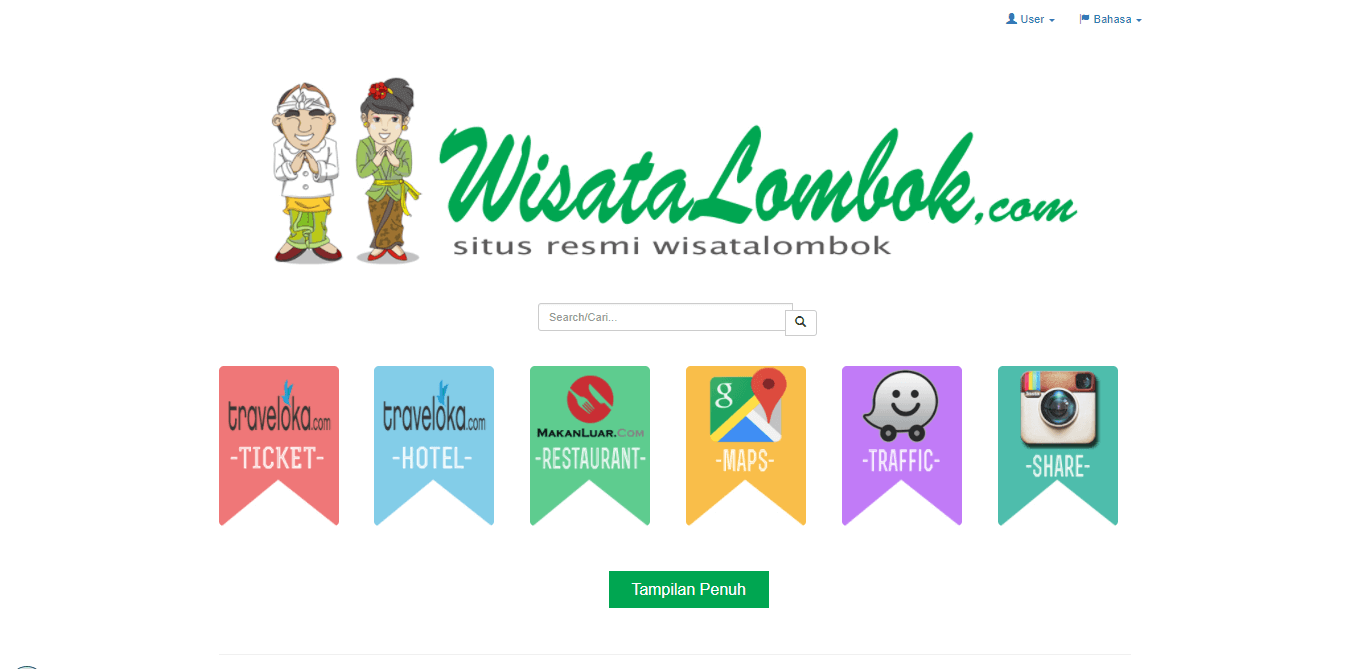 User
Bahasa
WisataLombok.com
situs resmi wisatalombok
Search/Cari...
traveloka.com
-TICKET-
traveloka.com
-HOTEL-
MAKANLUAR.COM
-RESTAURANT-
g
-MAPS-
-TRAFFIC-
-SHARE-
Tampilan Penuh